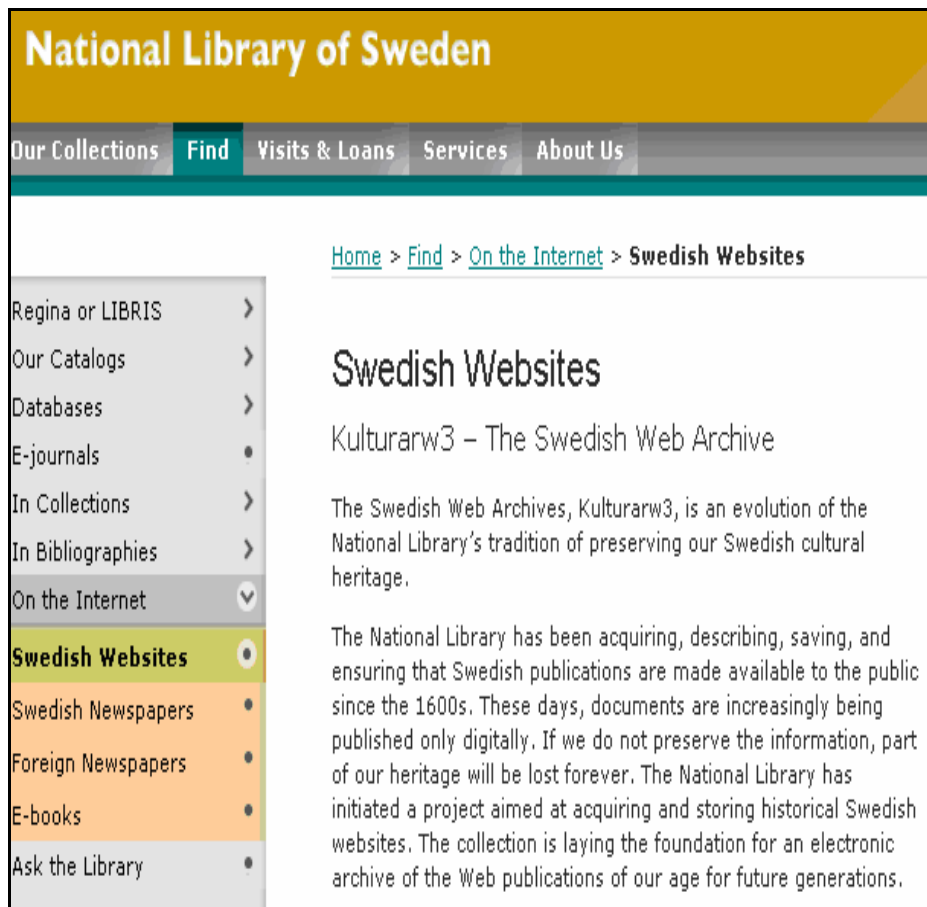 National Library of Sweden
Our Collections Find Visits & Loans Services About Us
Home > Find > On the Internet > Swedish Websites
Regina or LIBRIS
Our Catalogs
Databases
E-journals
In Collections
In Bibliographies
On the Internet
Swedish Websites
Swedish Newspapers
Foreign Newspapers
E-books
Ask the Library
Swedish Websites
Kulturarw3 – The Swedish Web Archive
The Swedish Web Archives, Kulturarw3, is an evolution of the
National Library's tradition of preserving our Swedish cultural
heritage.
The National Library has been acquiring, describing, saving, and
ensuring that Swedish publications are made available to the public
since the 1600s. These days, documents are increasingly being
published only digitally. If we do not preserve the information, part
of our heritage will be lost forever. The National Library has
initiated a project aimed at acquiring and storing historical Swedish
websites. The collection is laying the foundation for an electronic
archive of the Web publications of our age for future generations.